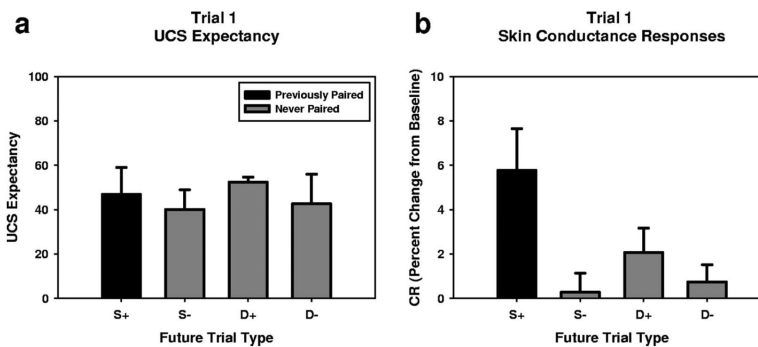 a
Trial 1
UCS Expectancy
100
80
60
40
20
0
UCS Expectancy
Previously Paired
Never Paired
S+
S-
D+
D-
Future Trial Type
b
Trial 1
Skin Conductance Responses
10
8
6
4
2
0
CR (Percent Change from Baseline)
S+
S-
D+
D-
Future Trial Type